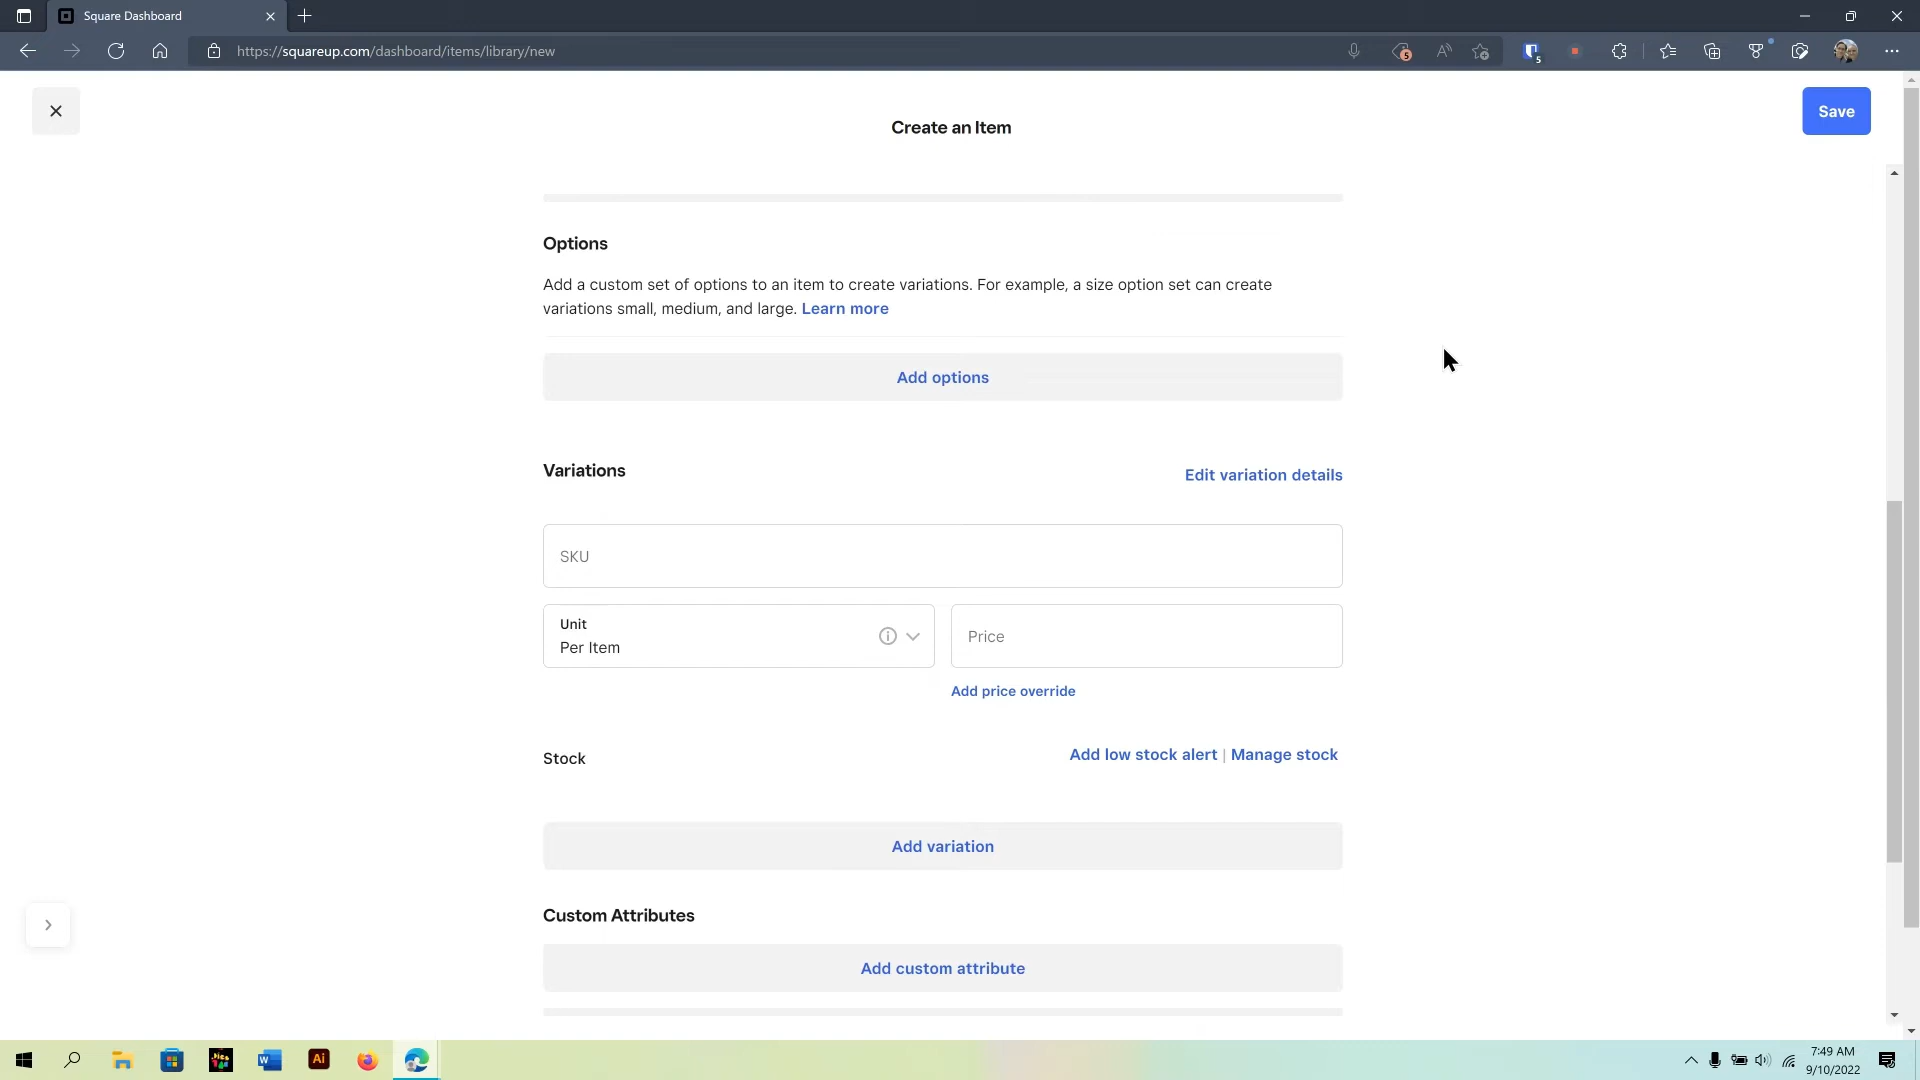 Square Dashboard
https://squareup.com/dashboard/items/library/new
5
5
Create an Item
Save
Options
Add a custom set of options to an item to create variations. For example, a size option set can create
variations small, medium, and large. Learn more
Add options
Variations
Edit variation details
SKU
Unit
Per Item
Price
Add price override
Stock
Add low stock alert | Manage stock
Add variation
Custom Attributes
Add custom attribute
W
Ai
7:49 AM
9/10/2022